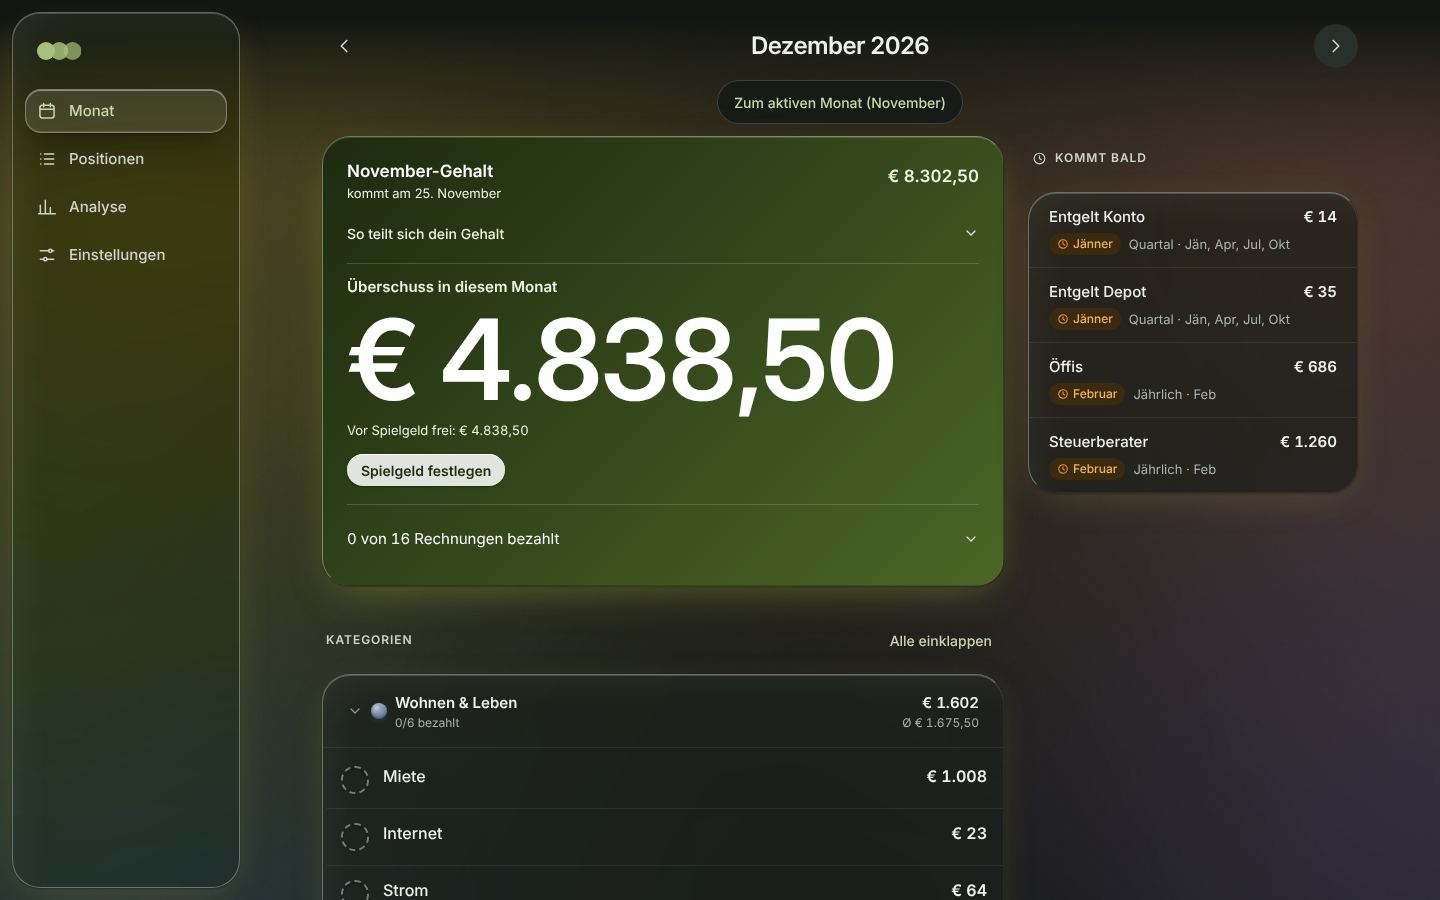 Monat
Positionen
Analyse
Einstellungen
Dezember 2026
Zum aktiven Monat (November)
November-Gehalt
€ 8.302,50
kommt am 25. November
So teilt sich dein Gehalt
Überschuss in diesem Monat
€ 4.838,50
Vor Spielgeld frei: € 4.838,50
Spielgeld festlegen
0 von 16 Rechnungen bezahlt
KATEGORIEN
Alle einklappen
Wohnen & Leben
€ 1.602
0/6 bezahlt
Ø € 1.675,50
Miete
€ 1.008
Internet
€ 23
Strom
€ 64
KOMMT BALD
Entgelt Konto
€ 14
Jänner
Quartal · Jän, Apr, Jul, Okt
Entgelt Depot
€ 35
Jänner
Quartal · Jän, Apr, Jul, Okt
Öffis
€ 686
Februar
Jährlich · Feb
Steuerberater
€ 1.260
Februar
Jährlich · Feb